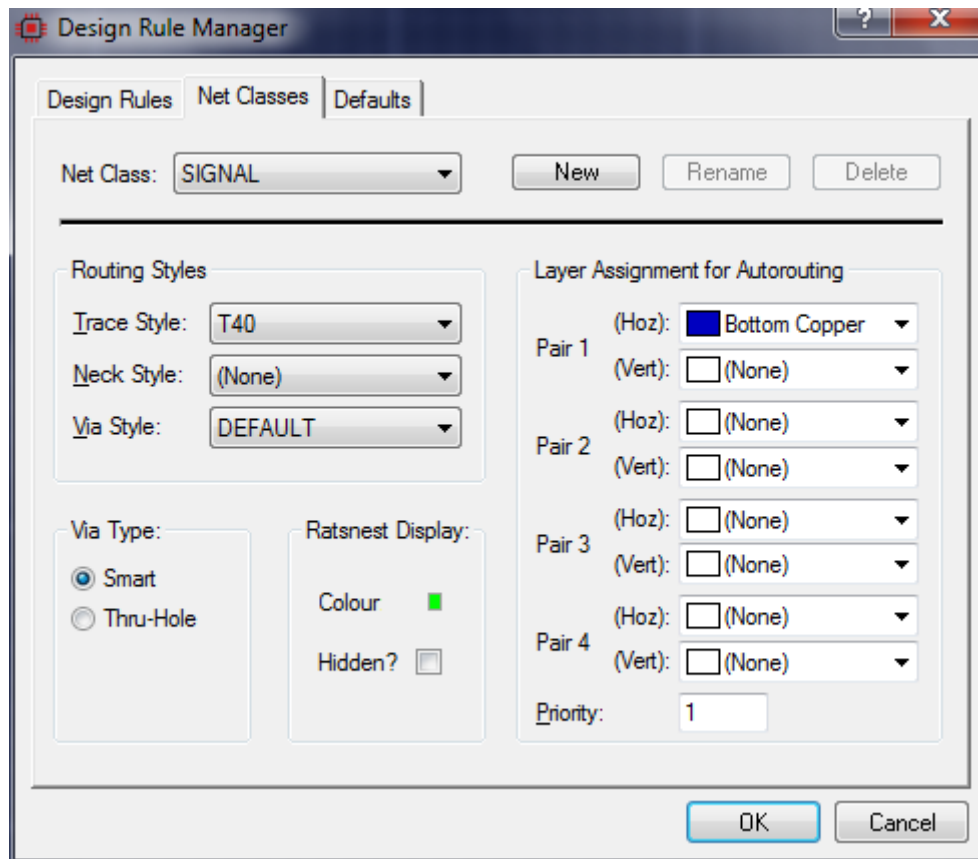 Design Rule Manager
? X
Design Rules Net Classes Defaults
Net Class: SIGNAL New Rename Delete
Routing Styles
Trace Style: T40
Neck Style: (None)
Via Style: DEFAULT
Layer Assignment for Autorouting
Pair 1
(Hoz): Bottom Copper
(Vert): (None)
Pair 2
(Hoz): (None)
(Vert): (None)
Pair 3
(Hoz): (None)
(Vert): (None)
Pair 4
(Hoz): (None)
(Vert): (None)
Priority: 1
Via Type:
Smart
Thru-Hole
Ratsnest Display:
Colour
Hidden?
OK Cancel